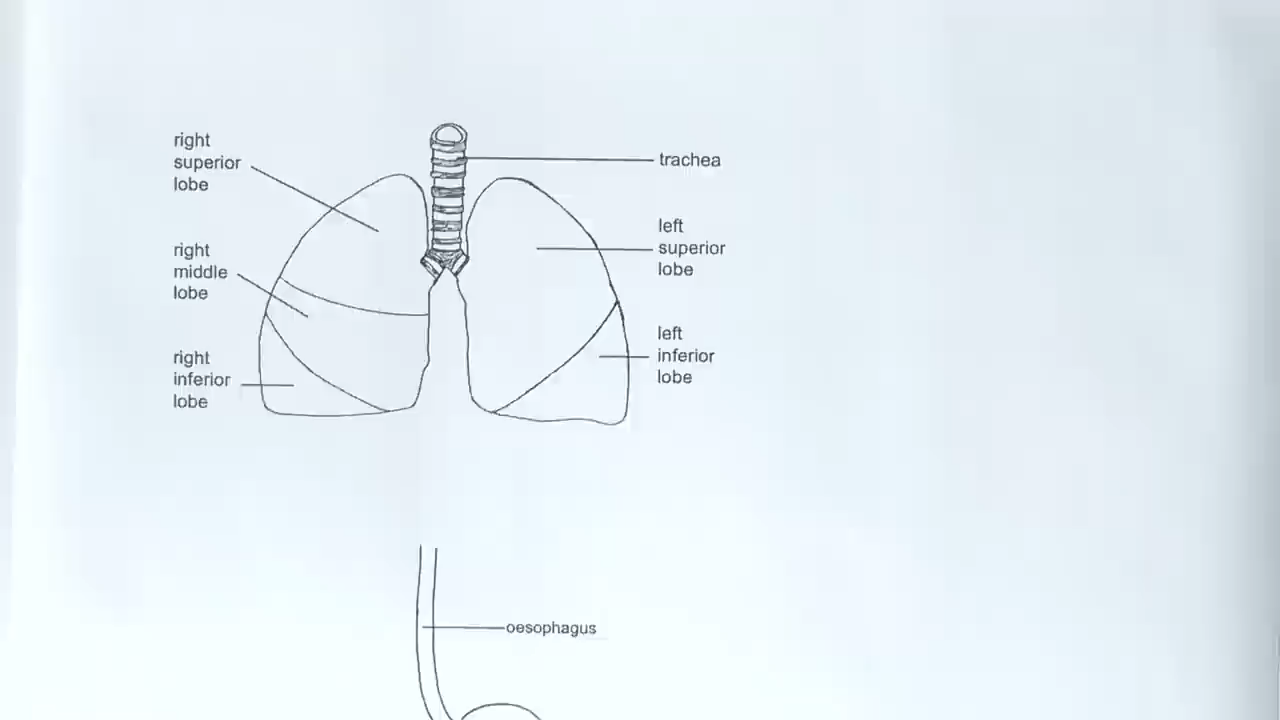 right
superior
lobe
trachea
left
superior
lobe
right
middle
lobe
left
inferior
lobe
right
inferior
lobe
oesophagus